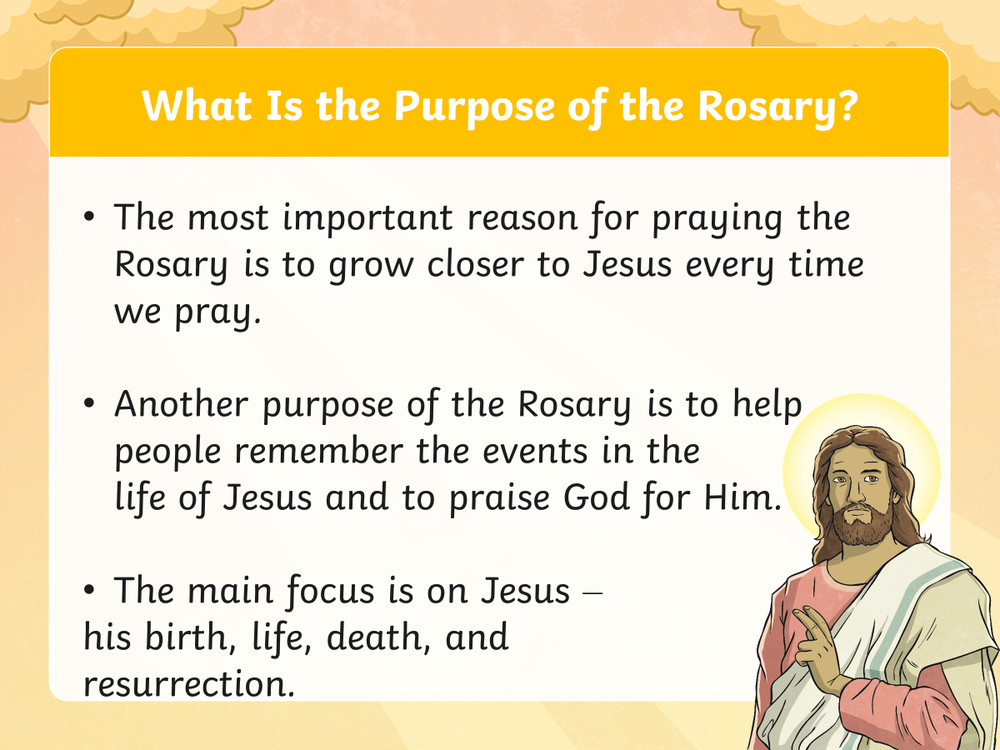 What Is the Purpose of the Rosary?
• The most important reason for praying the
Rosary is to grow closer to Jesus every time
we pray.
• Another purpose of the Rosary is to help
people remember the events in the
life of Jesus and to praise God for Him.
• The main focus is on Jesus –
his birth, life, death, and
resurrection.